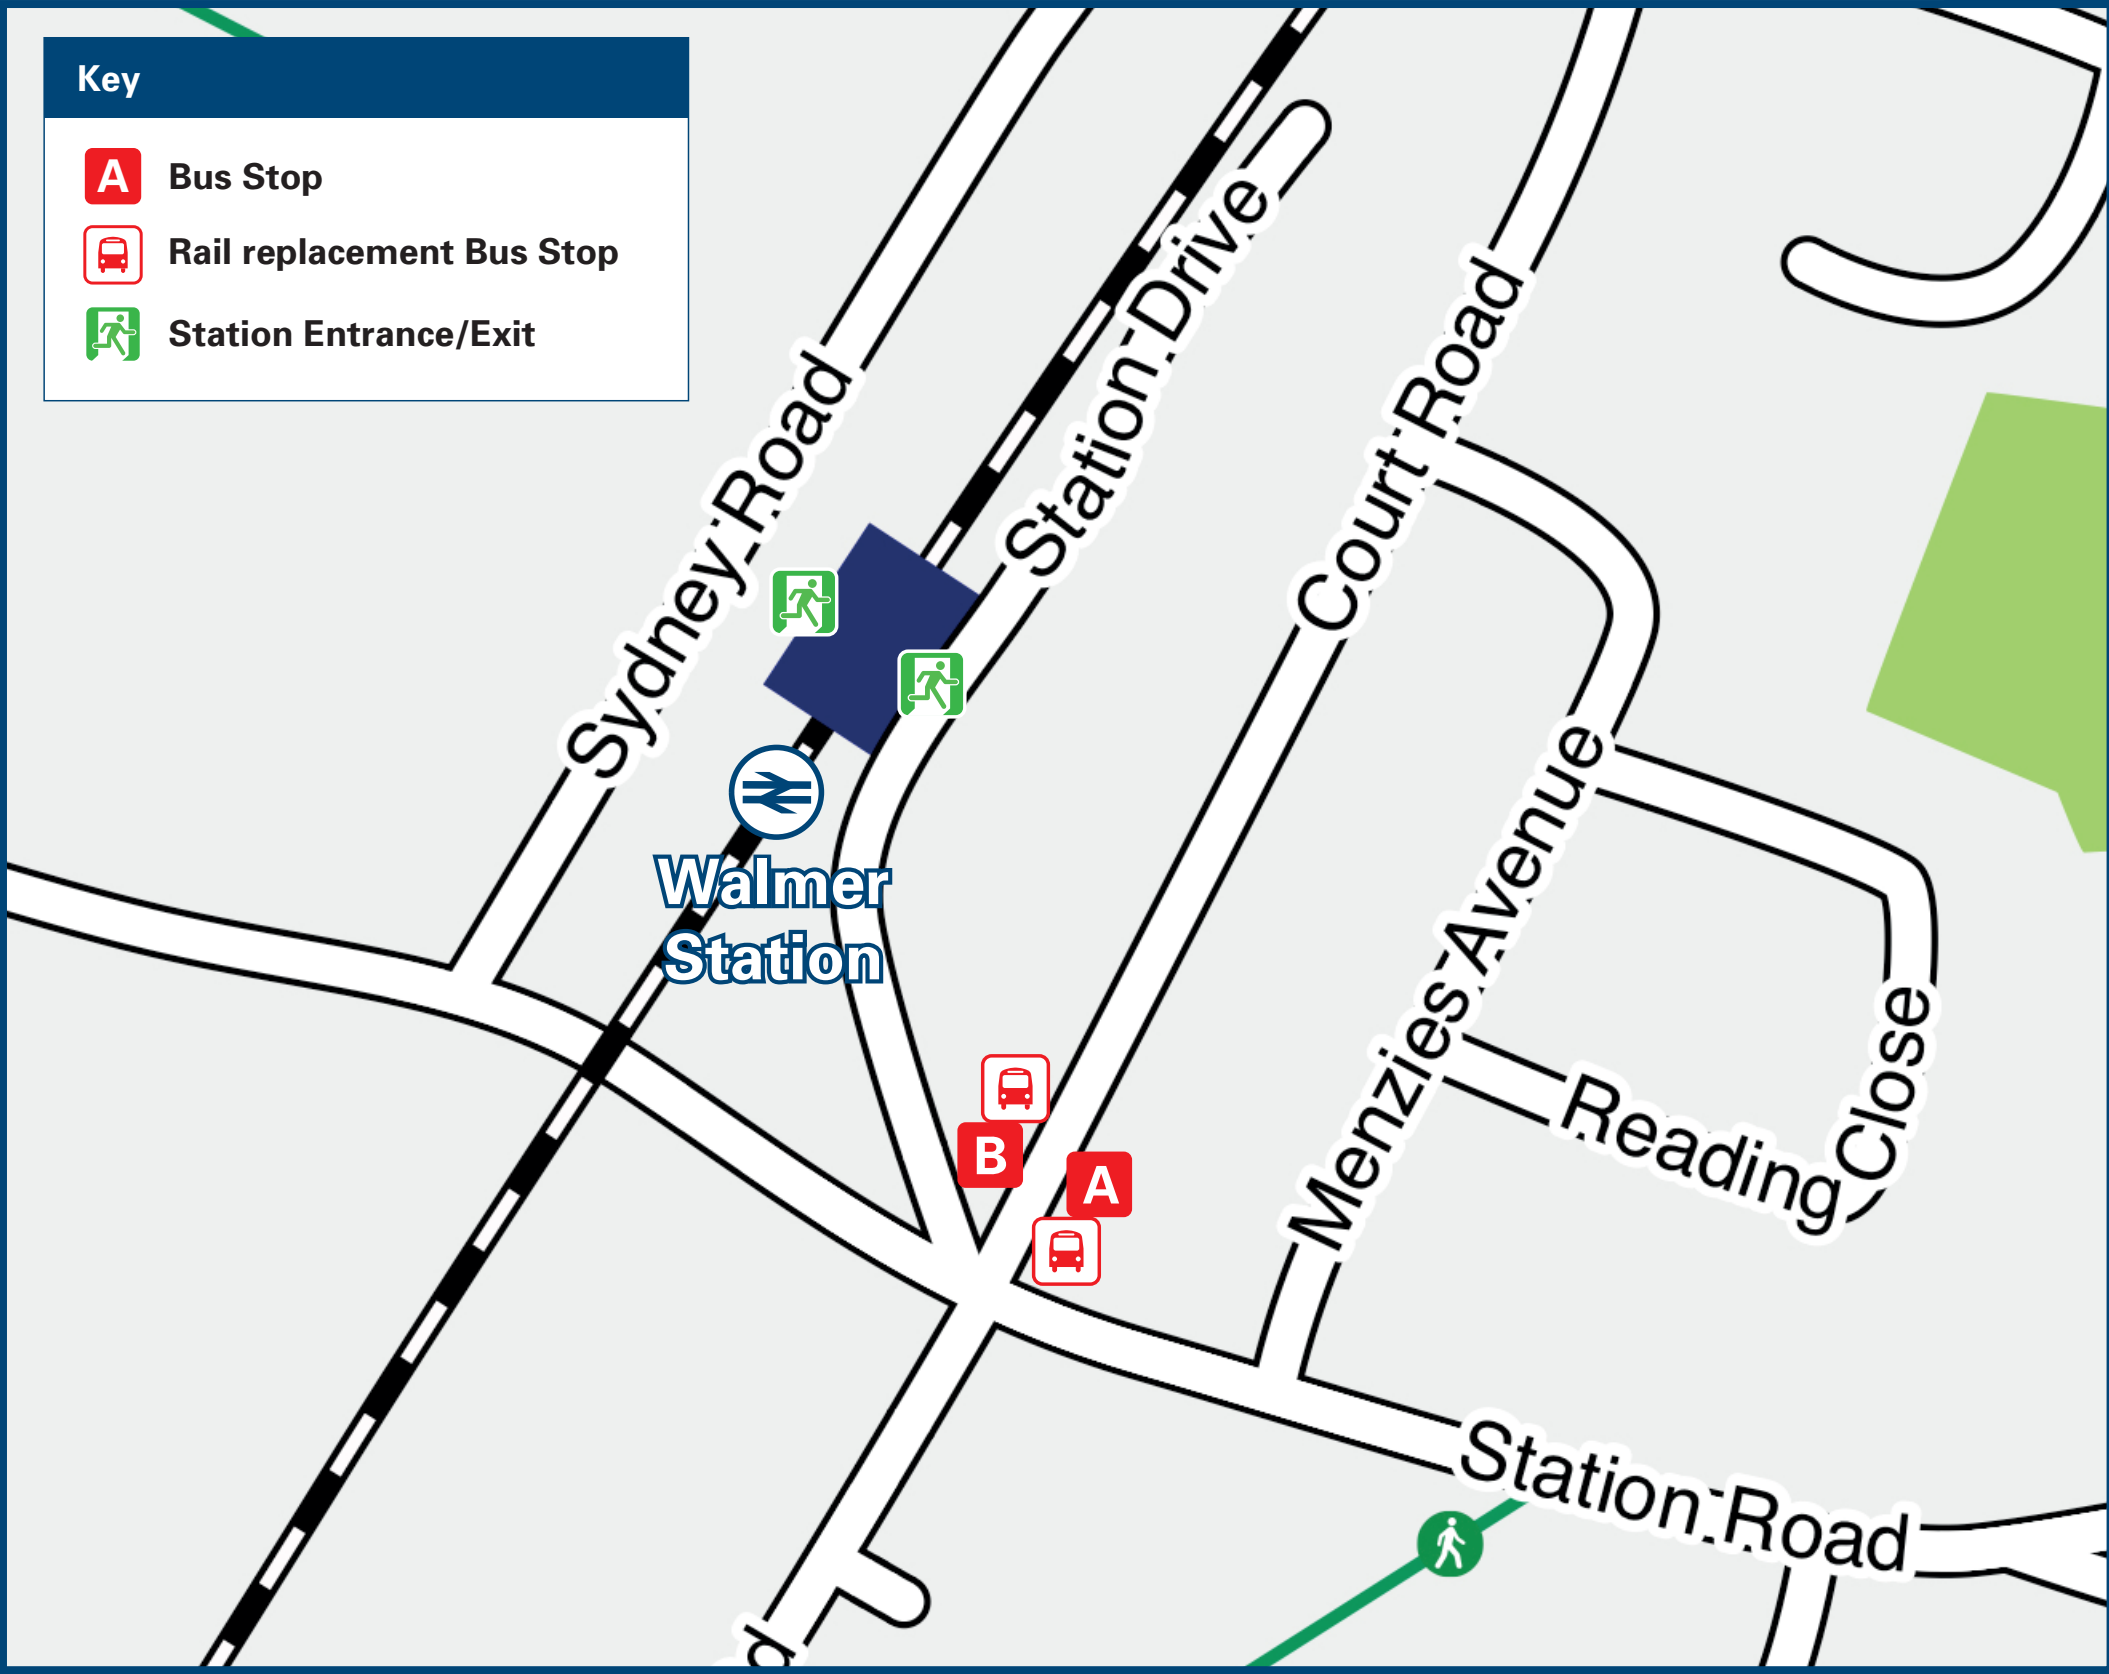 Key
A
Bus Stop
Rail replacement Bus Stop
Station Entrance/Exit
Sydney Road
Station Drive
Court Road
Walmer
Station
Menzies Avenue
Reading Close
B
A
Station Road
d